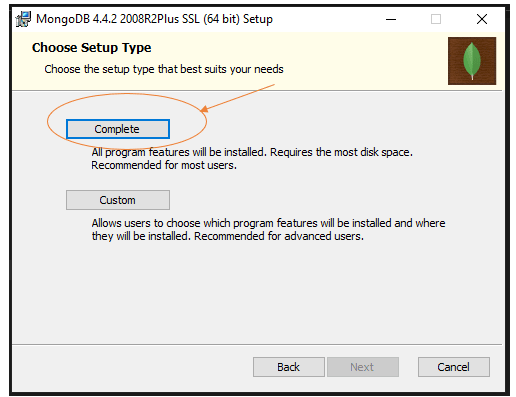 MongoDB 4.4.2 2008R2Plus SSL (64 bit) Setup
Choose Setup Type
Choose the setup type that best suits your needs
Complete
All program features will be installed. Requires the most disk space.
Recommended for most users.
Custom
Allows users to choose which program features will be installed and where
they will be installed. Recommended for advanced users.
Back Next Cancel